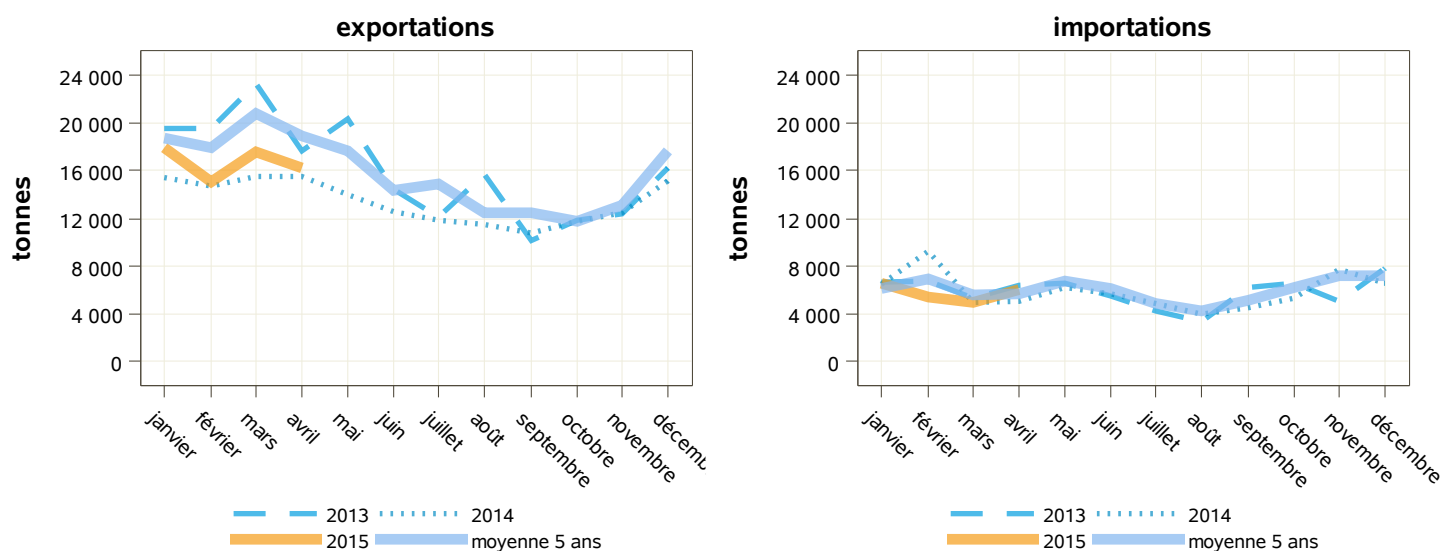 exportations
24 000
20 000
16 000
12 000
8 000
4 000
0
tonnes
janvier
février
mars
avril
mai
juin
juillet
août
septembre
octobre
novembre
décemb
2013
2014
2015
moyenne 5 ans
importations
24 000
20 000
16 000
12 000
8 000
4 000
0
tonnes
janvier
février
mars
avril
mai
juin
juillet
août
septembre
octobre
novembre
décembre
2013
2014
2015
moyenne 5 ans